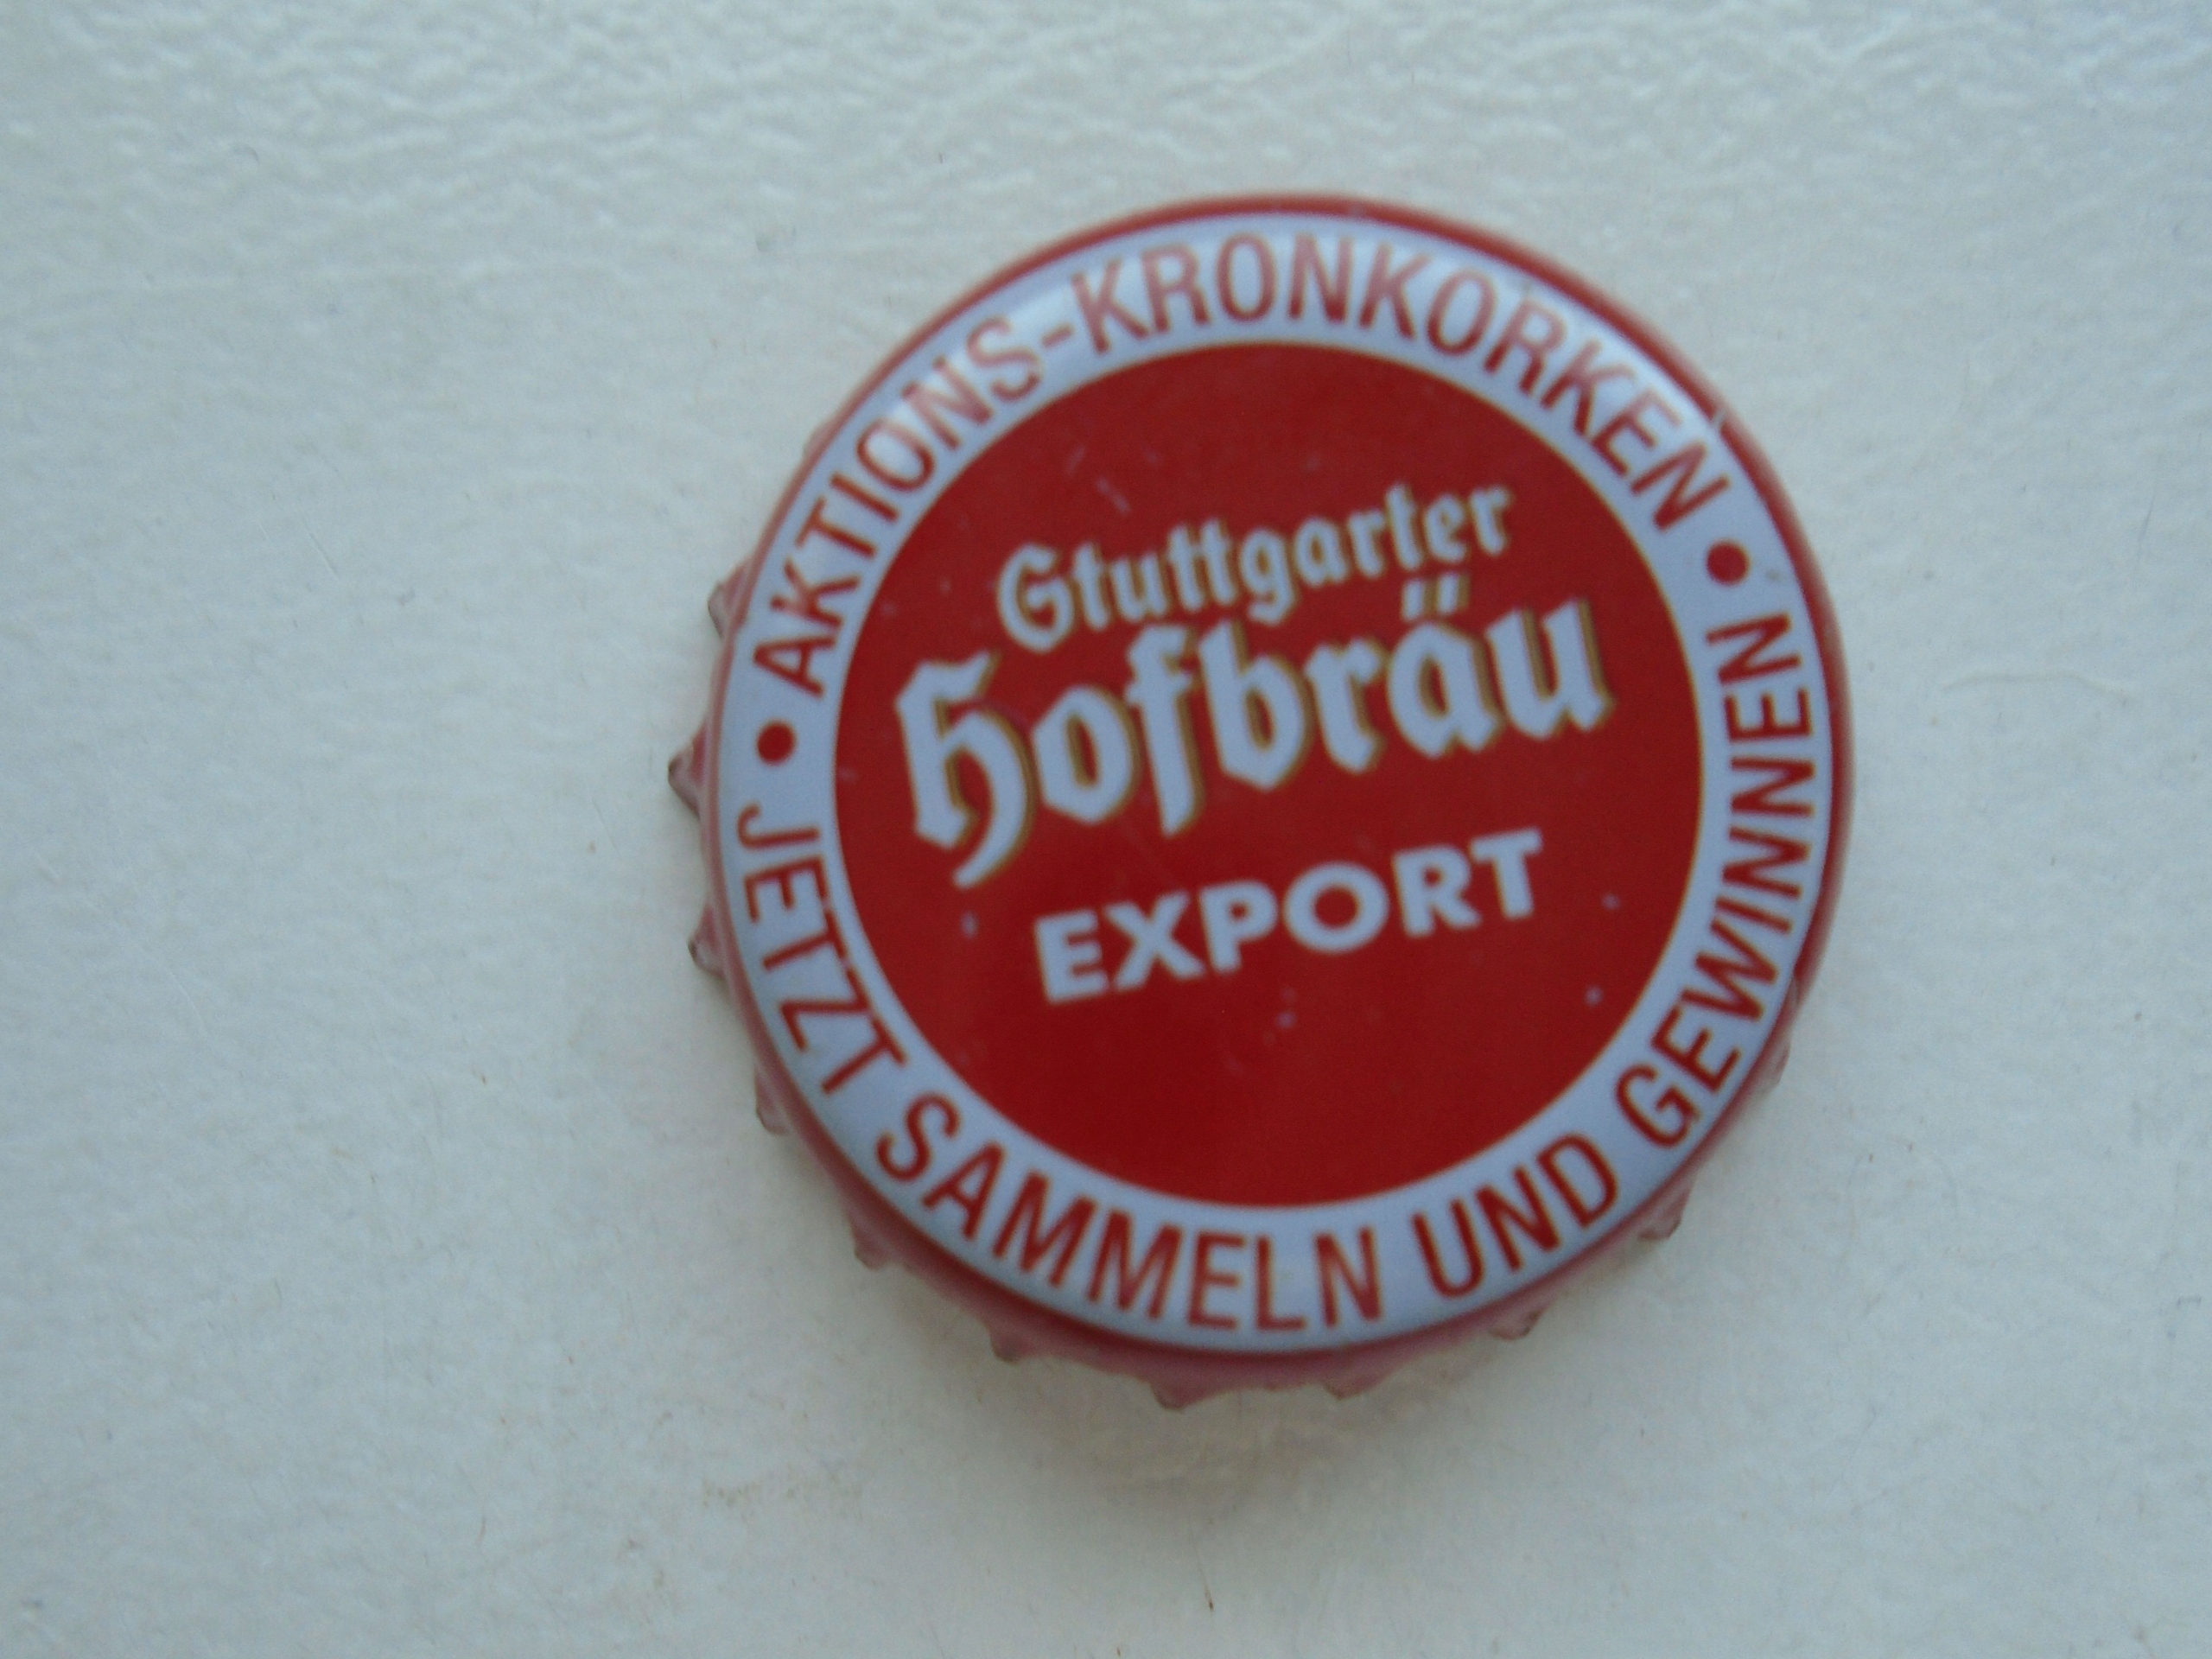 • AKTIONS-KRONKORKEN •
Stuttgarter
Hofbräu
EXPORT
JETZT SAMMELN UND GEWINNEN